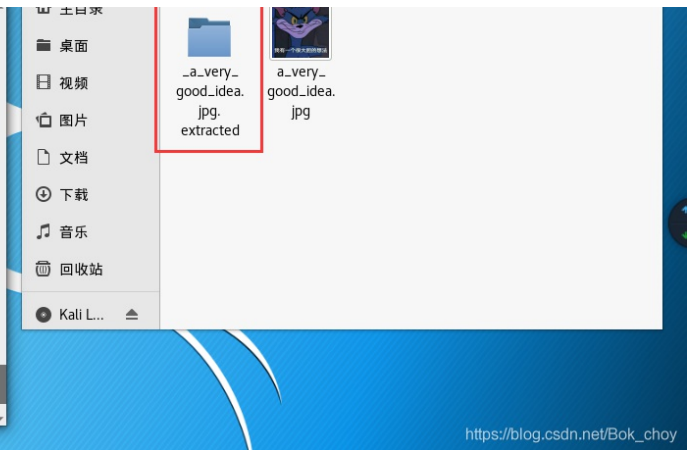 主目录
桌面
视频
图片
文档
下载
音乐
回收站
Kali L...
_a_very_
good_idea.
jpg.
extracted
a_very_
good_idea.
jpg
https://blog.csdn.net/Bok_choy